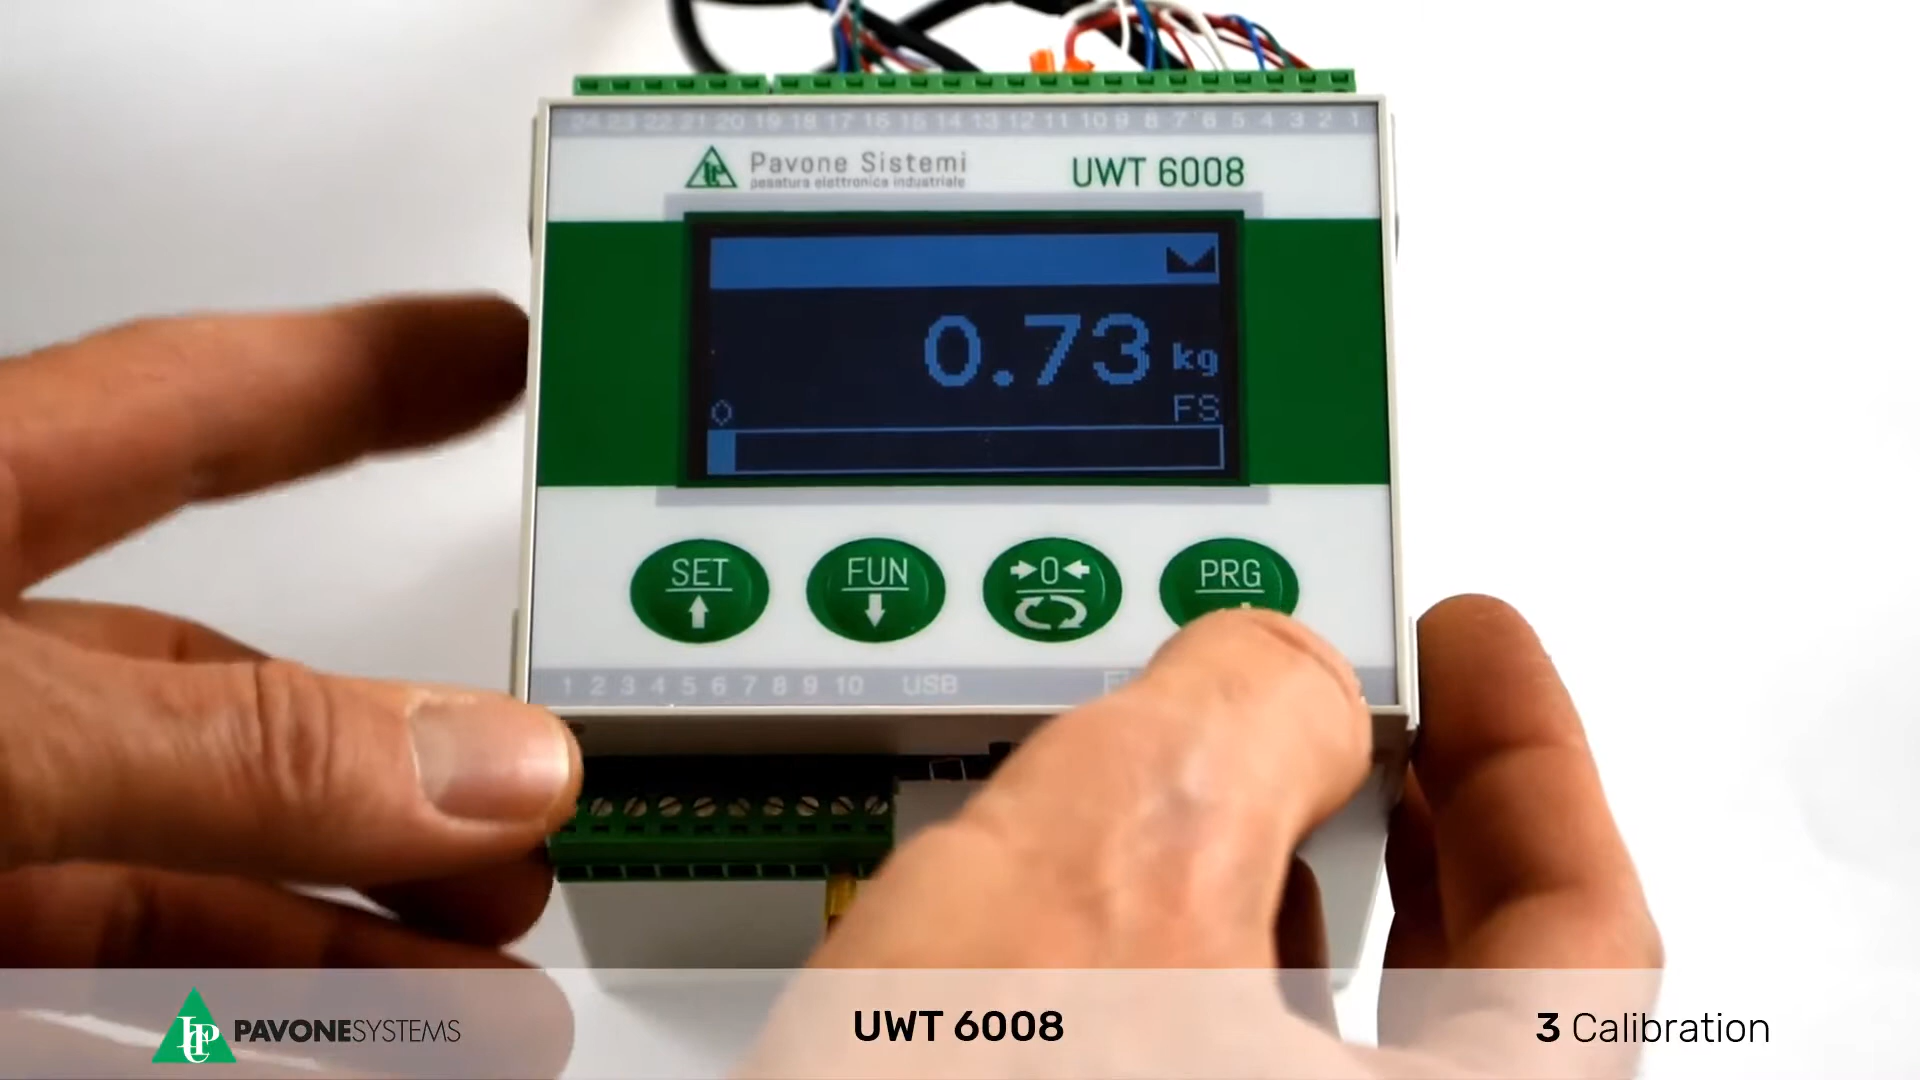 24 23 22 21 20 19 18 17 16 15 14 13 12 11 10 9 8 7 6 5 4 3 2 1
Pavone Sistemi
pesatura elettronica industriale
UWT 6008
0.73 kg
0 FS
SET FUN 0 PRG
1 2 3 4 5 6 7 8 9 10 USB
PAVONESYSTEMS
UWT 6008
3 Calibration